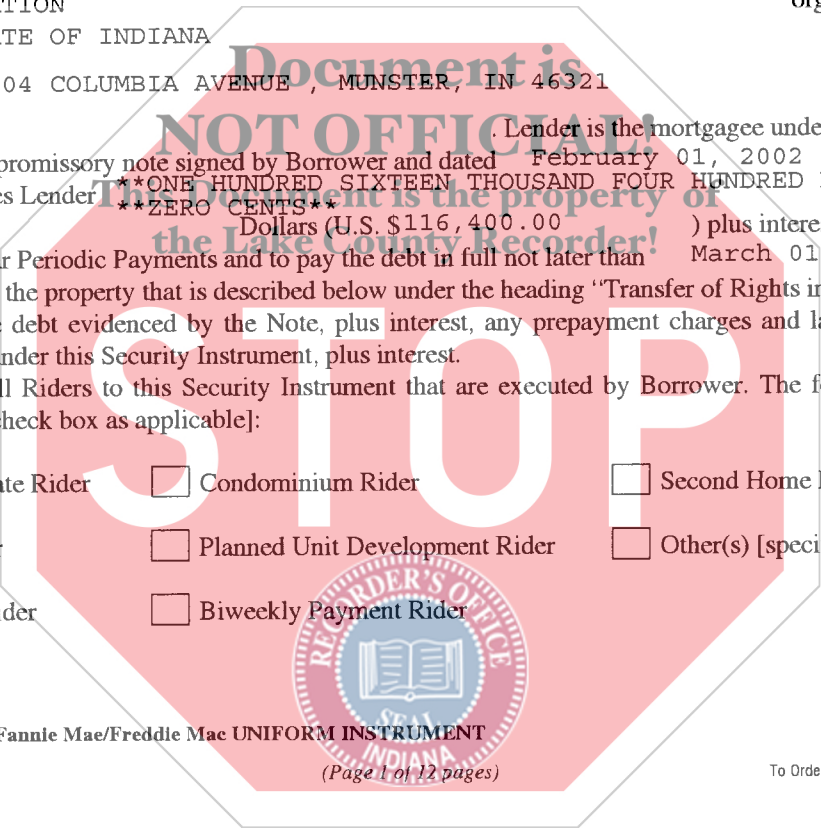 ATION
ATE OF INDIANA
04 COLUMBIA AVENUE , MUNSTER, IN 46321
Document is
NOT OFFICIAL!
. Lender is the mortgagee unde
promissory note signed by Borrower and dated February 01, 2002
es Lender **ONE HUNDRED SIXTEEN THOUSAND FOUR HUNDRED
**ZERO CENTS**
This Document is the property of
Dollars (U.S. $116,400.00 ) plus intere
the Lake County Recorder!
r Periodic Payments and to pay the debt in full not later than March 01
the property that is described below under the heading "Transfer of Rights in
e debt evidenced by the Note, plus interest, any prepayment charges and la
nder this Security Instrument, plus interest.
ll Riders to this Security Instrument that are executed by Borrower. The f
heck box as applicable]:
STOP
ate Rider Condominium Rider Second Home
r Planned Unit Development Rider Other(s) [speci
der Biweekly Payment Rider
RECORDER'S OFFICE
SEAL
INDIANA
Fannie Mae/Freddie Mac UNIFORM INSTRUMENT
(Page 1 of 12 pages)
To Orde